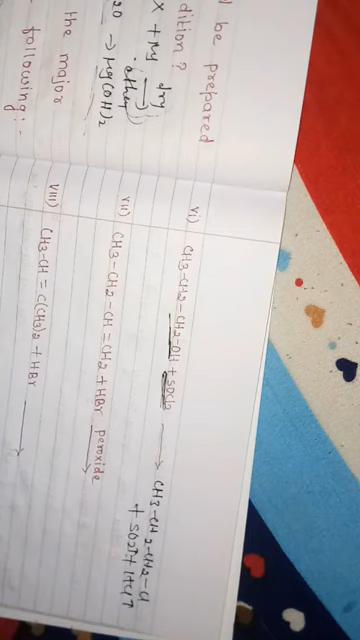 be prepared
dition ?
X + Mg dry ether →
20 → Mg(OH)2
the major
following :-
vi) CH3-CH2-CH2-OH + SOCl2 → CH3-CH2-CH2-Cl
+ SO2↑ + HCl↑
vii) CH3-CH2-CH=CH2 + HBr peroxide →
viii) CH3-CH = C(CH3)2 + HBr →